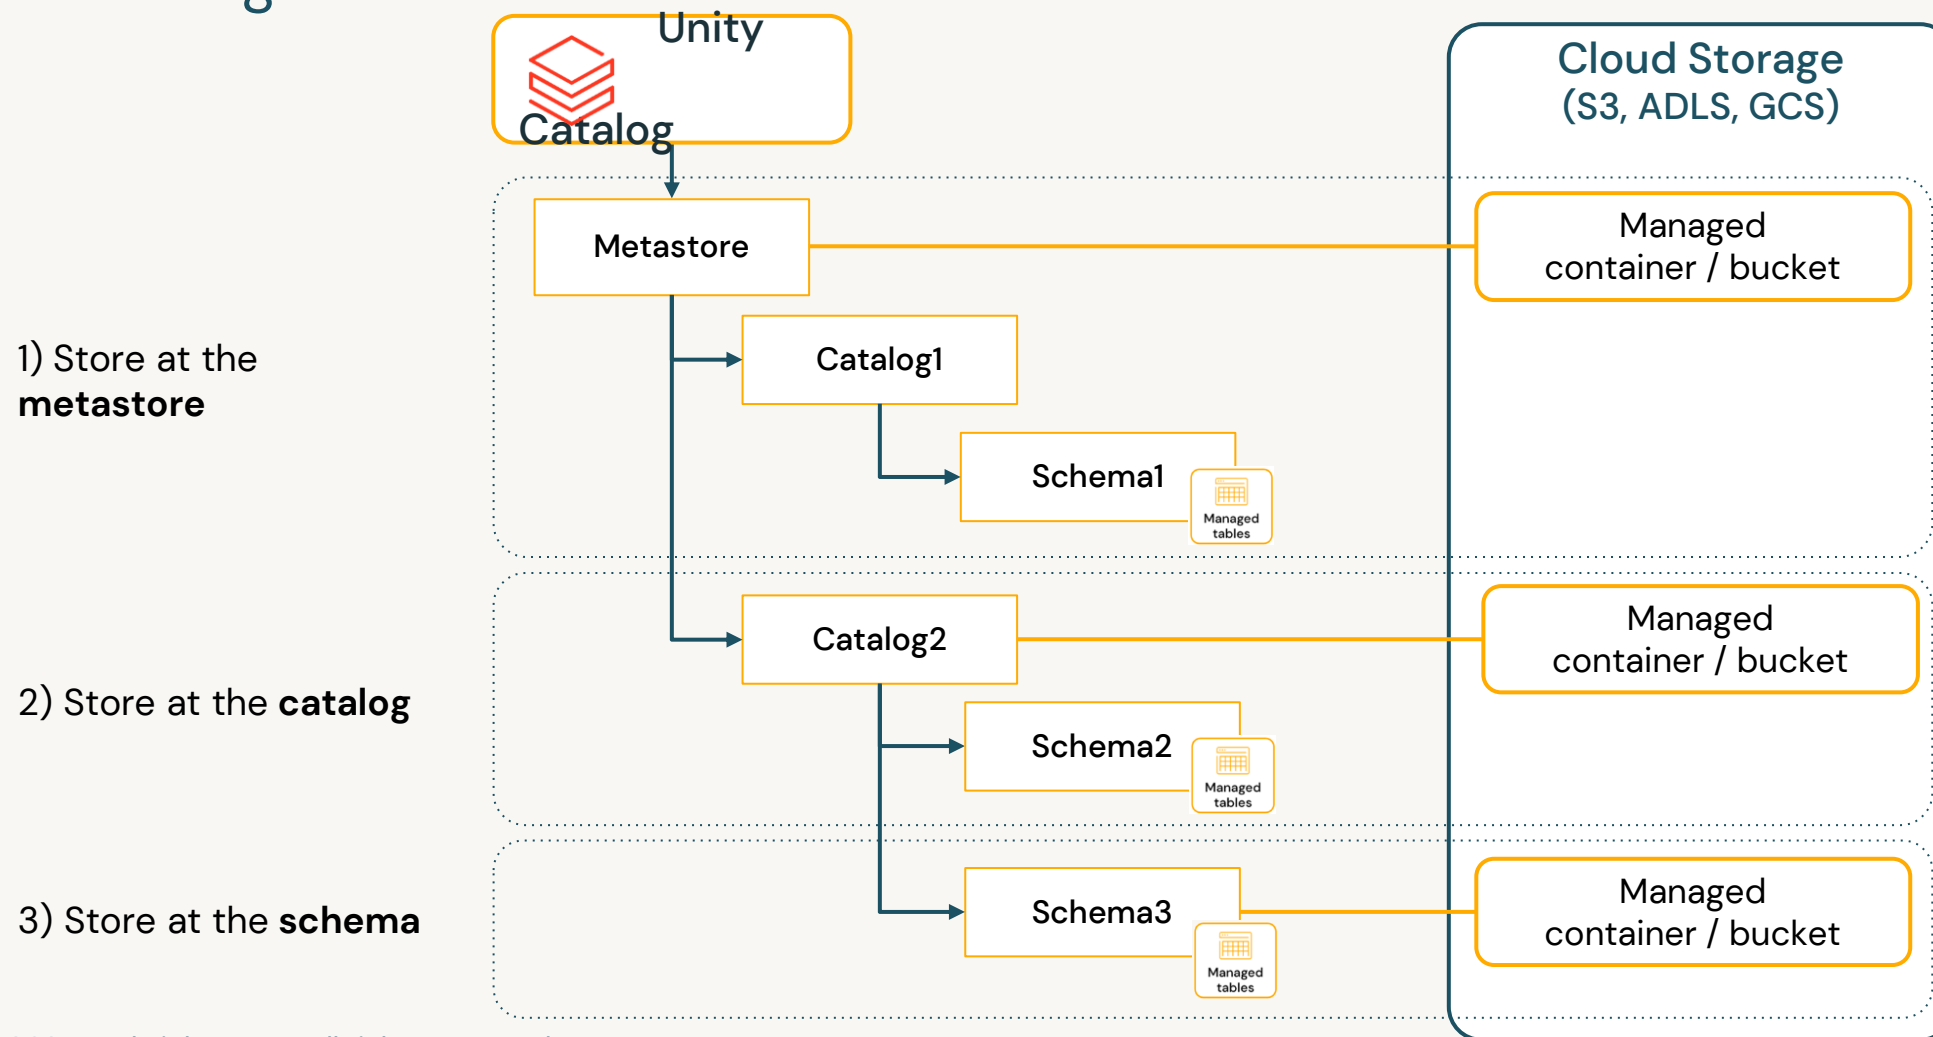 Unity
Catalog
Cloud Storage
(S3, ADLS, GCS)
Metastore
Managed
container / bucket
1) Store at the
metastore
Catalog1
Schema1
Managed
tables
Catalog2
Managed
container / bucket
2) Store at the catalog
Schema2
Managed
tables
3) Store at the schema
Schema3
Managed
container / bucket
Managed
tables